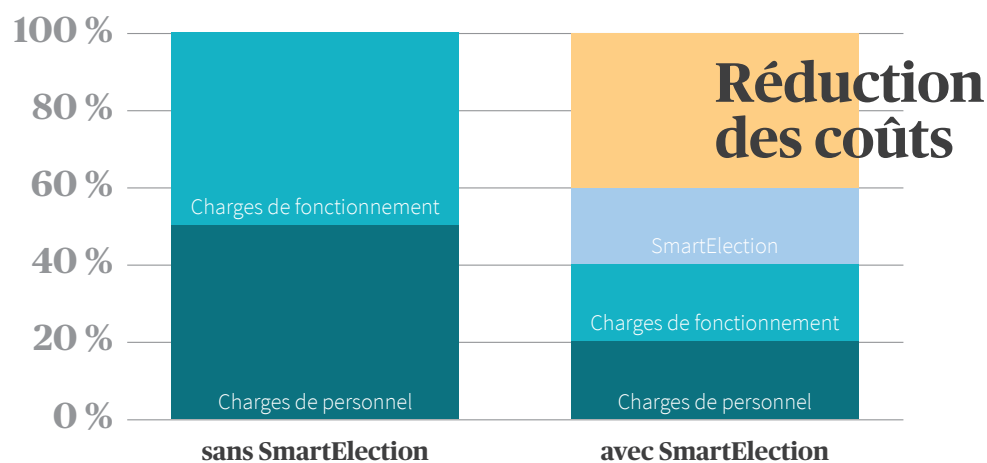 100 %
80 %
60 %
40 %
20 %
0 %
Charges de fonctionnement
Charges de personnel
sans SmartElection
Réduction
des coûts
SmartElection
Charges de fonctionnement
Charges de personnel
avec SmartElection